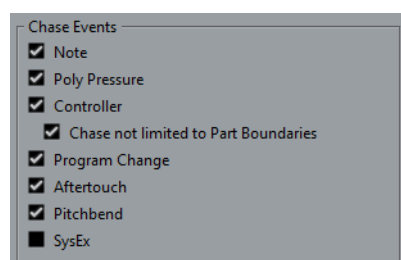 Chase Events
Note
Poly Pressure
Controller
Chase not limited to Part Boundaries
Program Change
Aftertouch
Pitchbend
SysEx